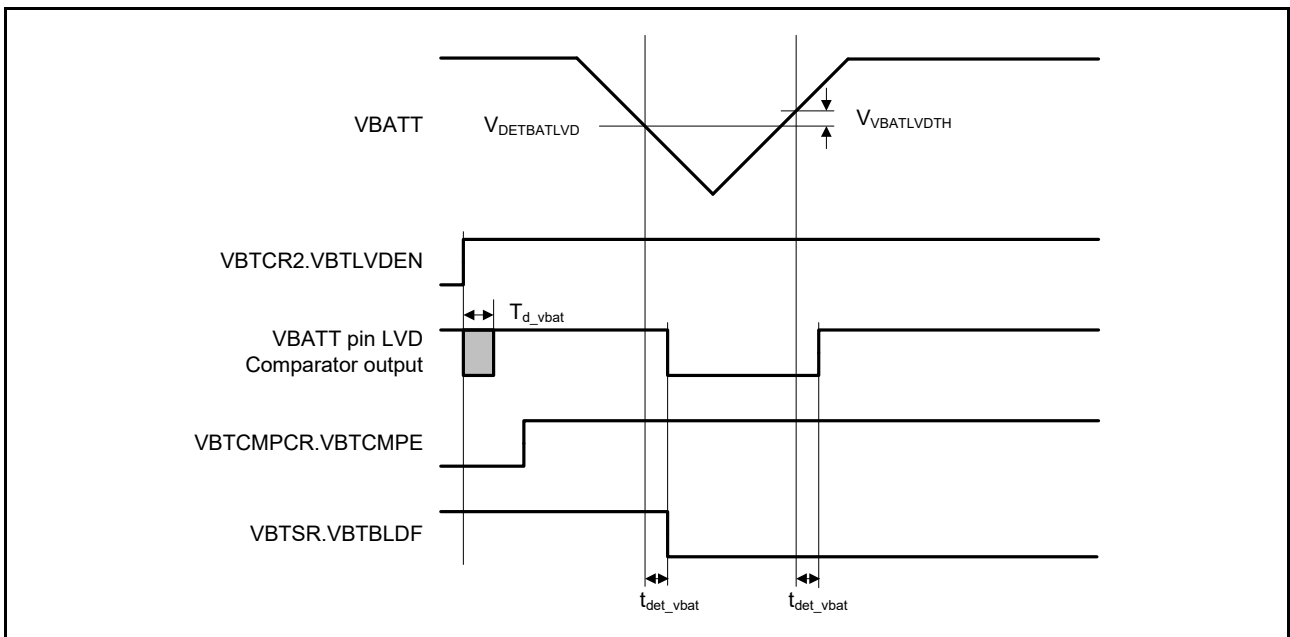 VBATT
VDETBATLVD
VVBATLVDTH
VBTCR2.VBTLVDEN
Td_vbat
VBATT pin LVD
Comparator output
VBTCMPCR.VBTCMPE
VBTSR.VBTBLDF
tdet_vbat
tdet_vbat